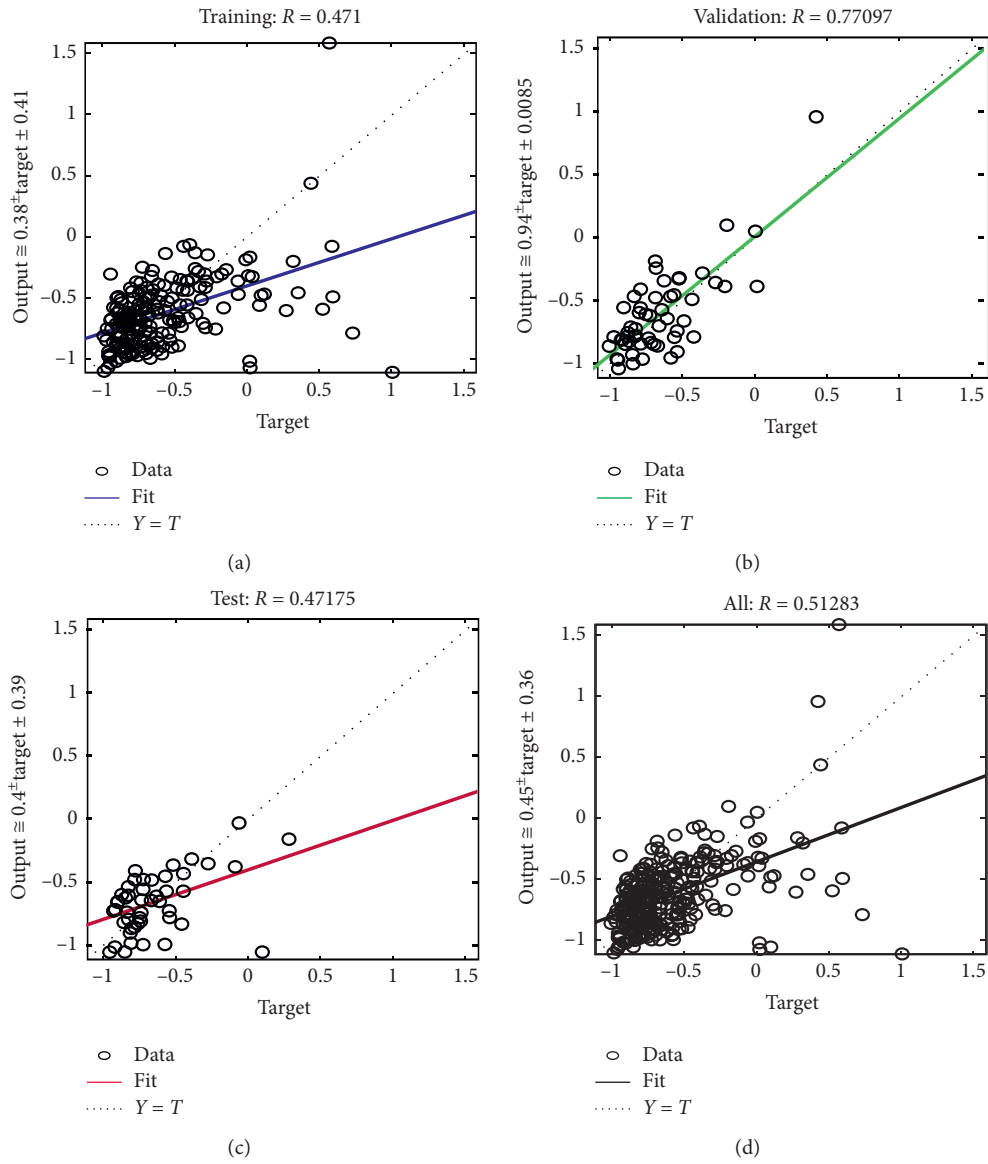 Training: R = 0.471
Output ≅ 0.38±target ± 0.41
1.5
1
0.5
0
−0.5
−1
−1
−0.5
0
0.5
1
1.5
Target
Data
Fit
Y = T
(a)
Validation: R = 0.77097
Output ≅ 0.94±target ± 0.0085
1.5
1
0.5
0
−0.5
−1
−1
−0.5
0
0.5
1
1.5
Target
Data
Fit
Y = T
(b)
Test: R = 0.47175
Output ≅ 0.4±target ± 0.39
1.5
1
0.5
0
−0.5
−1
−1
−0.5
0
0.5
1
1.5
Target
Data
Fit
Y = T
(c)
All: R = 0.51283
Output ≅ 0.45±target ± 0.36
1.5
1
0.5
0
−0.5
−1
−1
−0.5
0
0.5
1
1.5
Target
Data
Fit
Y = T
(d)